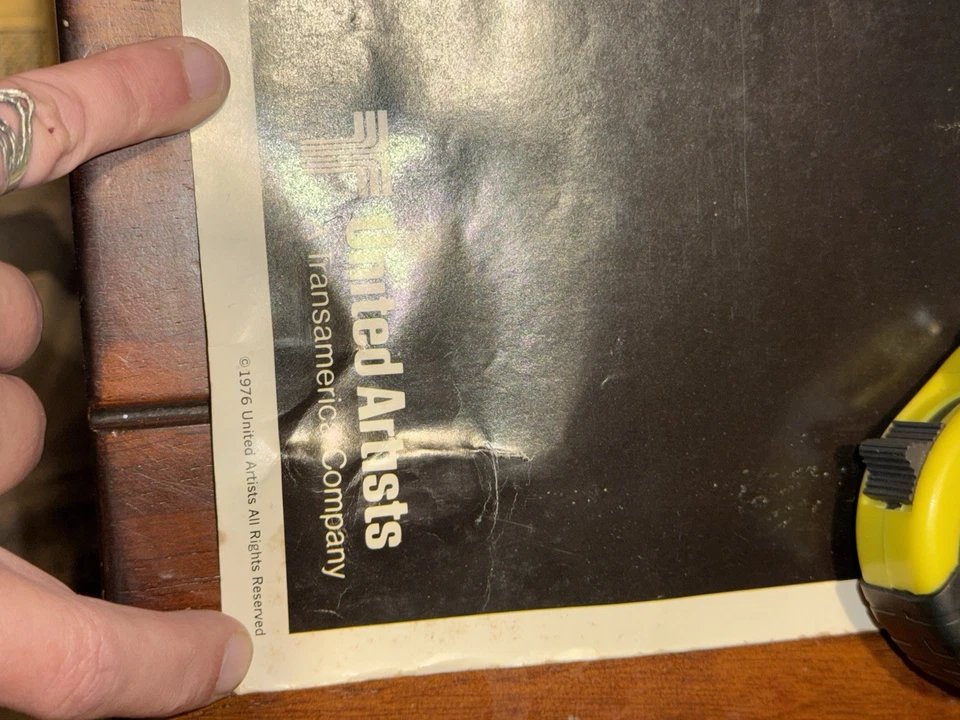 United Artists
Transamerica Company
©1976 United Artists All Rights Reserved